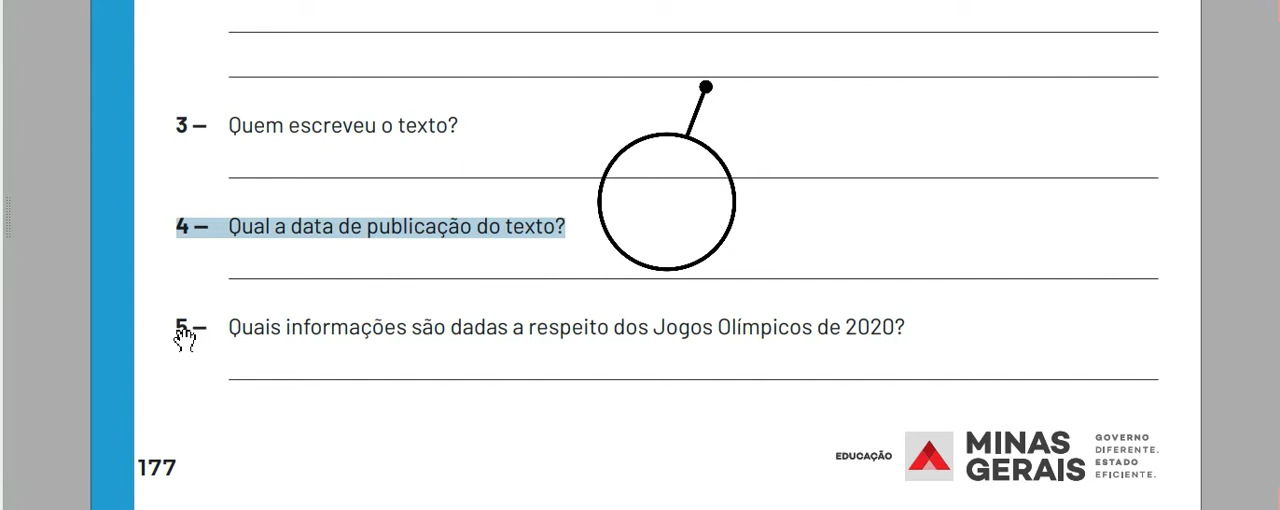 3 – Quem escreveu o texto?
4 – Qual a data de publicação do texto?
5 – Quais informações são dadas a respeito dos Jogos Olímpicos de 2020?
177
EDUCAÇÃO
MINAS
GERAIS
GOVERNO
DIFERENTE.
ESTADO
EFICIENTE.